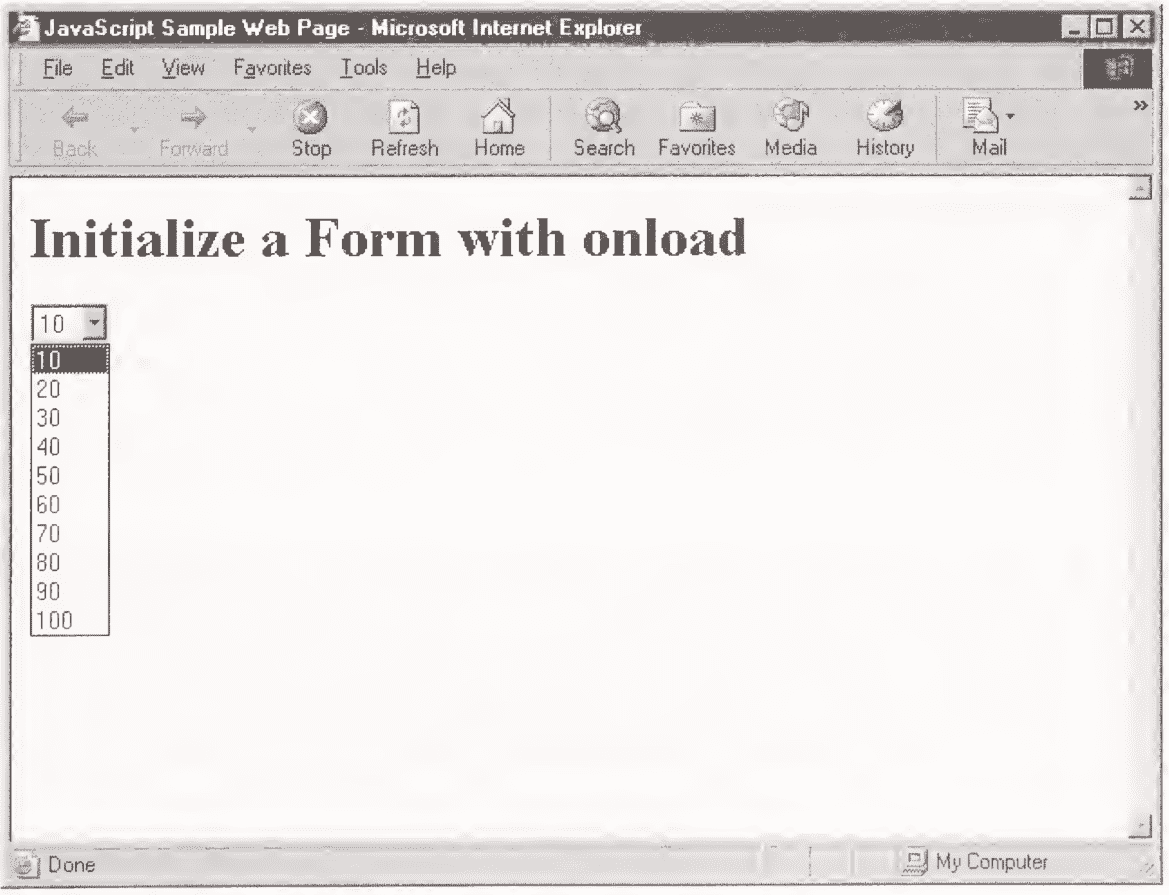 JavaScript Sample Web Page - Microsoft Internet Explorer
File Edit View Favorites Tools Help
Back Forward Stop Refresh Home Search Favorites Media History Mail »
Initialize a Form with onload
10
10
20
30
40
50
60
70
80
90
100
Done My Computer